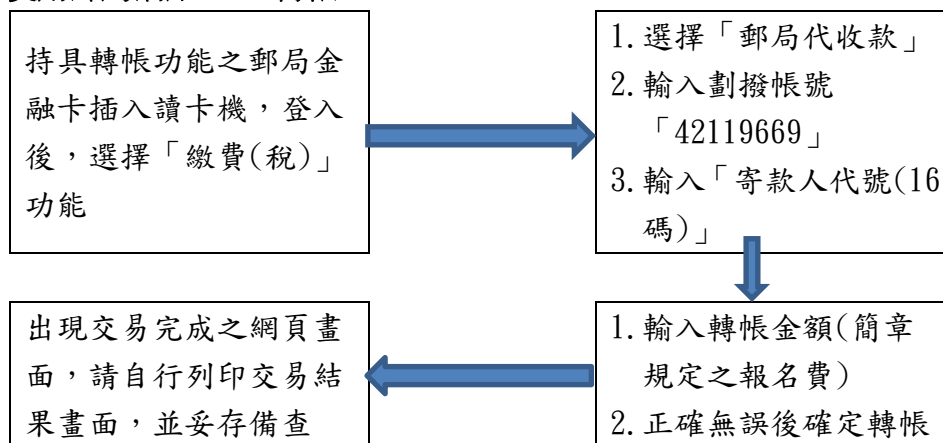 持具轉帳功能之郵局金
融卡插入讀卡機，登入
後，選擇「繳費(稅)」
功能
1.選擇「郵局代收款」
2.輸入劃撥帳號
「42119669」
3.輸入「寄款人代號(16
碼)」
1.輸入轉帳金額(簡章
規定之報名費)
2.正確無誤後確定轉帳
出現交易完成之網頁畫
面，請自行列印交易結
果畫面，並妥存備查